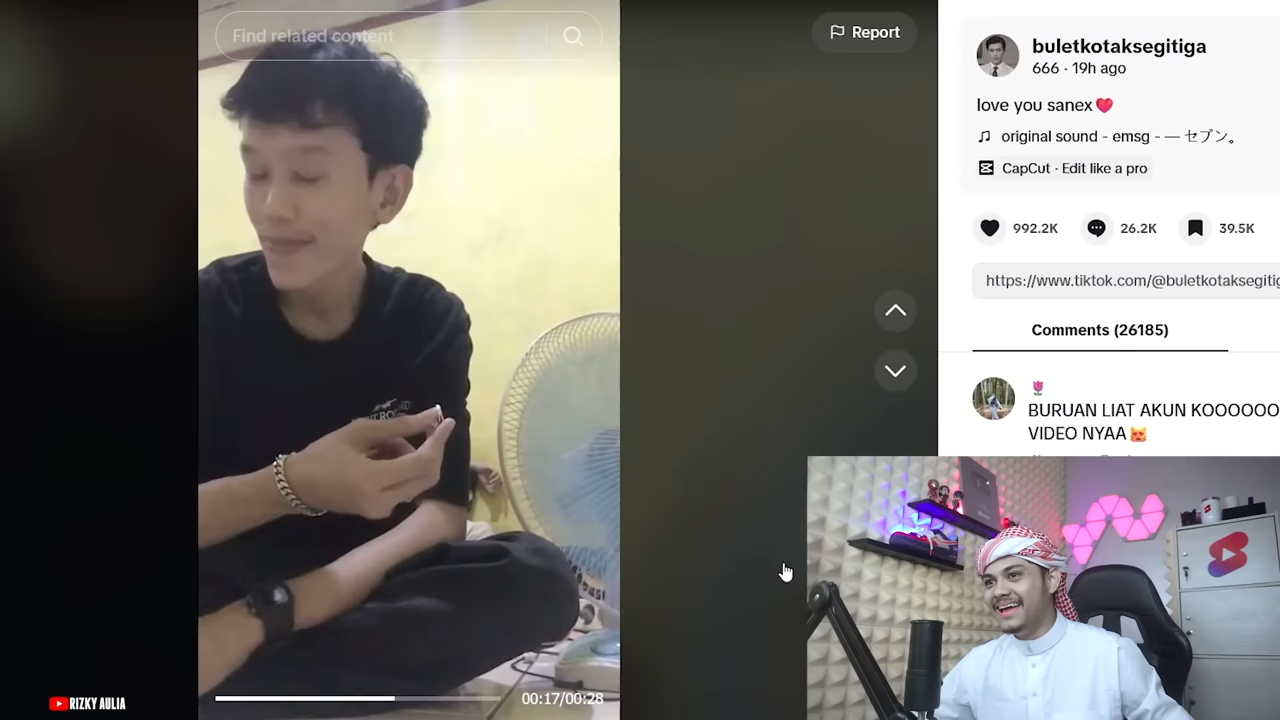 Find related content
Report
buletkotaksegitiga
666 · 19h ago
love you sanex❤️
original sound - emsg - — セブン。
CapCut · Edit like a pro
992.2K
26.2K
39.5K
https://www.tiktok.com/@buletkotaksegitig
Comments (26185)
🌷
BURUAN LIAT AKUN KOOOOOO
VIDEO NYAA😻
00:17/00:28
RIZKY AULIA